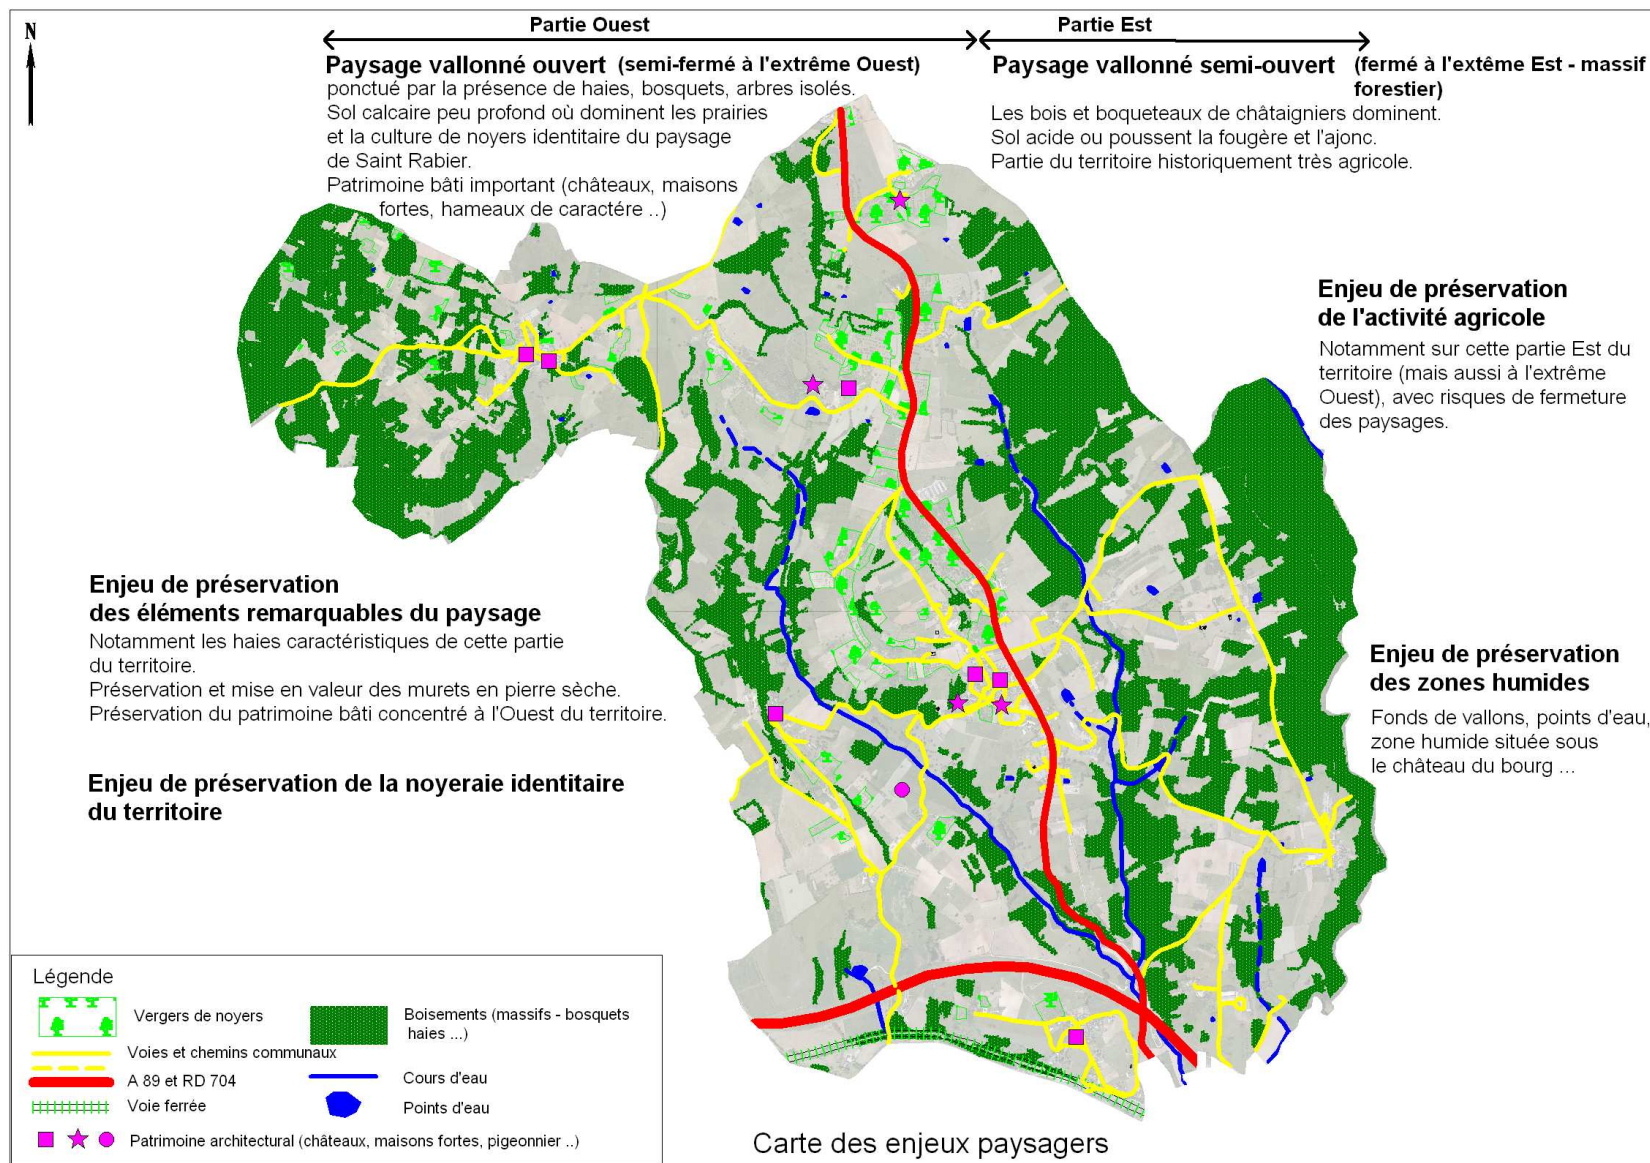 N
Partie Ouest
Partie Est
Paysage vallonné ouvert (semi-fermé à l'extrême Ouest)
ponctué par la présence de haies, bosquets, arbres isolés.
Sol calcaire peu profond où dominent les prairies
et la culture de noyers identitaire du paysage
de Saint Rabier.
Patrimoine bâti important (châteaux, maisons
fortes, hameaux de caractére ..)
Paysage vallonné semi-ouvert (fermé à l'extême Est - massif
forestier)
Les bois et boqueteaux de châtaigniers dominent.
Sol acide ou poussent la fougère et l'ajonc.
Partie du territoire historiquement très agricole.
Enjeu de préservation
de l'activité agricole
Notamment sur cette partie Est du
territoire (mais aussi à l'extrême
Ouest), avec risques de fermeture
des paysages.
Enjeu de préservation
des éléments remarquables du paysage
Notamment les haies caractéristiques de cette partie
du territoire.
Préservation et mise en valeur des murets en pierre sèche.
Préservation du patrimoine bâti concentré à l'Ouest du territoire.
Enjeu de préservation de la noyeraie identitaire
du territoire
Enjeu de préservation
des zones humides
Fonds de vallons, points d'eau,
zone humide située sous
le château du bourg ...
Légende
Vergers de noyers
Boisements (massifs - bosquets
haies ...)
Voies et chemins communaux
A 89 et RD 704
Cours d'eau
Voie ferrée
Points d'eau
Patrimoine architectural (châteaux, maisons fortes, pigeonnier ..)
Carte des enjeux paysagers